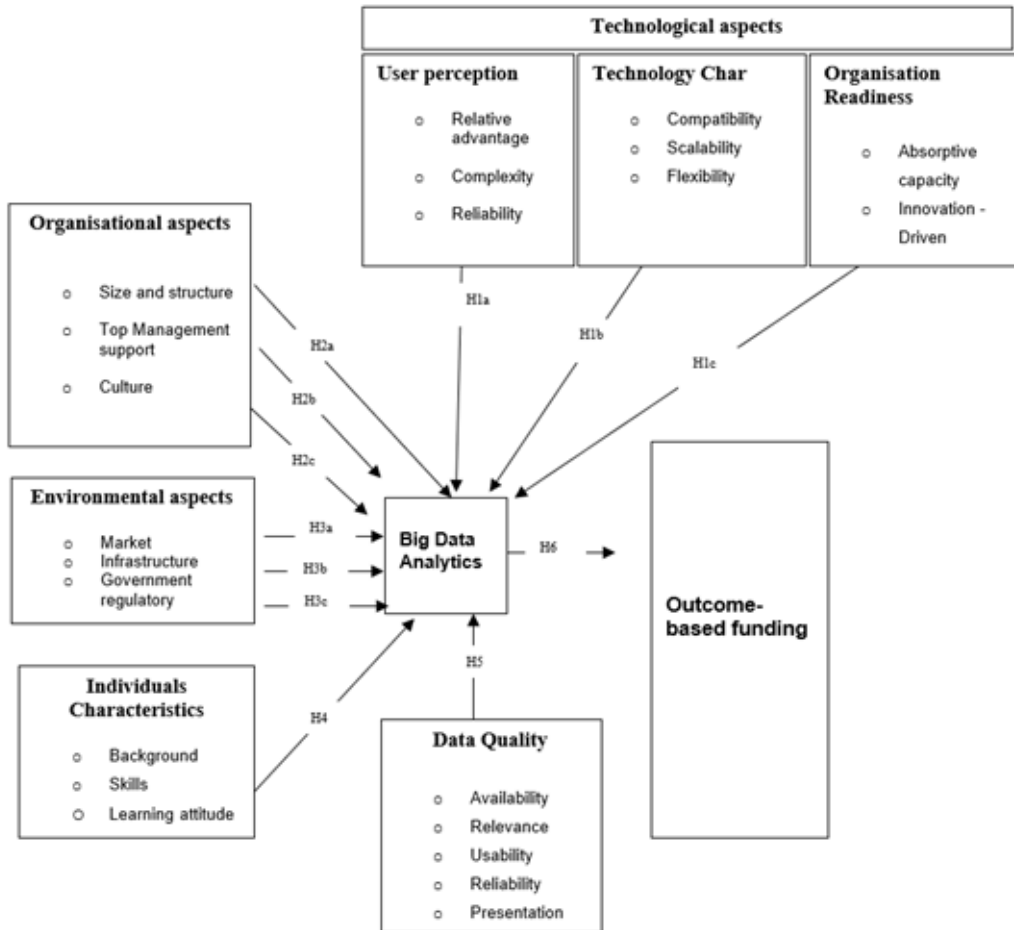 Technological aspects
User perception
Relative
advantage
Complexity
Reliability
Technology Char
Compatibility
Scalability
Flexibility
Organisation
Readiness
Absorptive
capacity
Innovation -
Driven
Organisational aspects
Size and structure
Top Management
support
Culture
H1a
H1b
H1c
H2a
H2b
H2c
Environmental aspects
Market
Infrastructure
Government
regulatory
H3a
H3b
H3c
Big Data
Analytics
H6
Outcome-
based funding
Individuals
Characteristics
Background
Skills
Learning attitude
H4
H5
Data Quality
Availability
Relevance
Usability
Reliability
Presentation